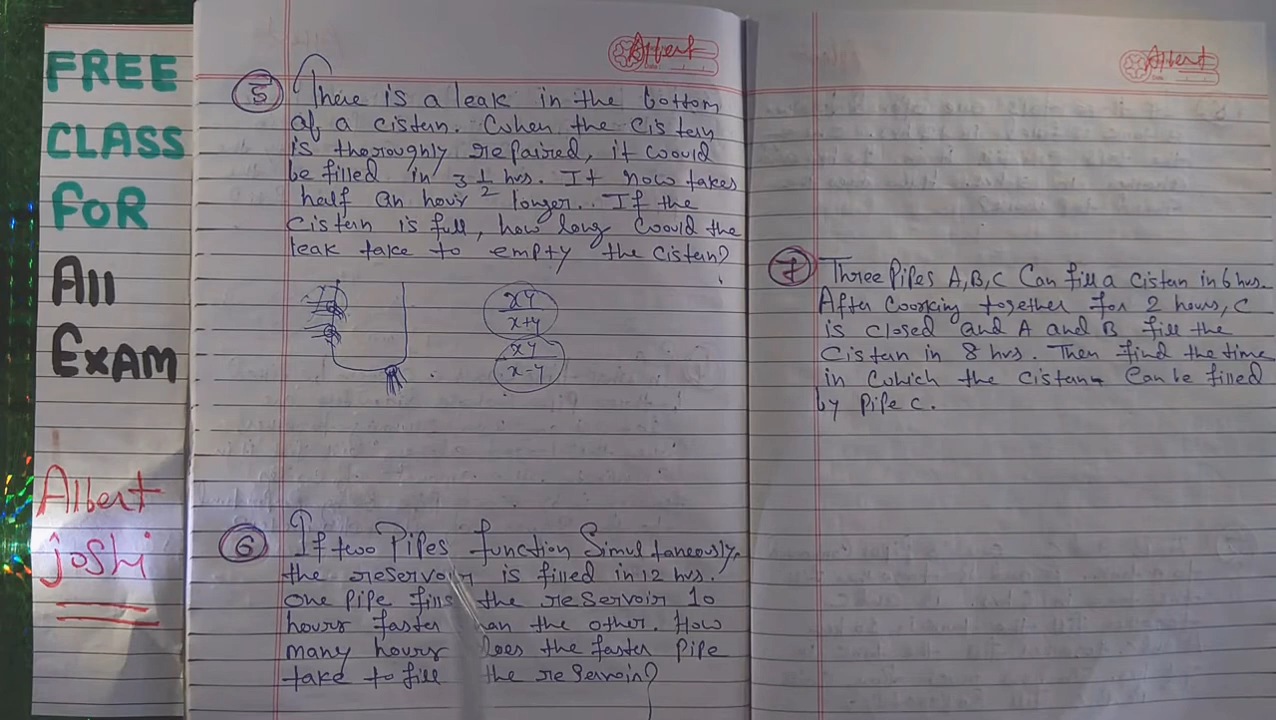 FREE
CLASS
FOR
All
EXAM
Albert
joshi
Albert
5 There is a leak in the bottom
of a cistern. When the cistern
is thoroughly repaired, it would
be filled in 3 1/2 hrs. It now takes
half an hour longer. If the
cistern is full, how long would the
leak take to empty the cistern?
xy
x+y
xy
x-y
6 If two Pipes function Simultaneously,
the reservoir is filled in 12 hrs.
One pipe fills the reservoir 10
hours faster than the other. How
many hours does the faster Pipe
take to fill the reservoir?
Albert
7 Three Pipes A, B, C Can fill a cistern in 6 hrs.
After working together for 2 hours, C
is closed and A and B fill the
cistern in 8 hrs. Then find the time
in which the cistern Can be filled
by Pipe C.